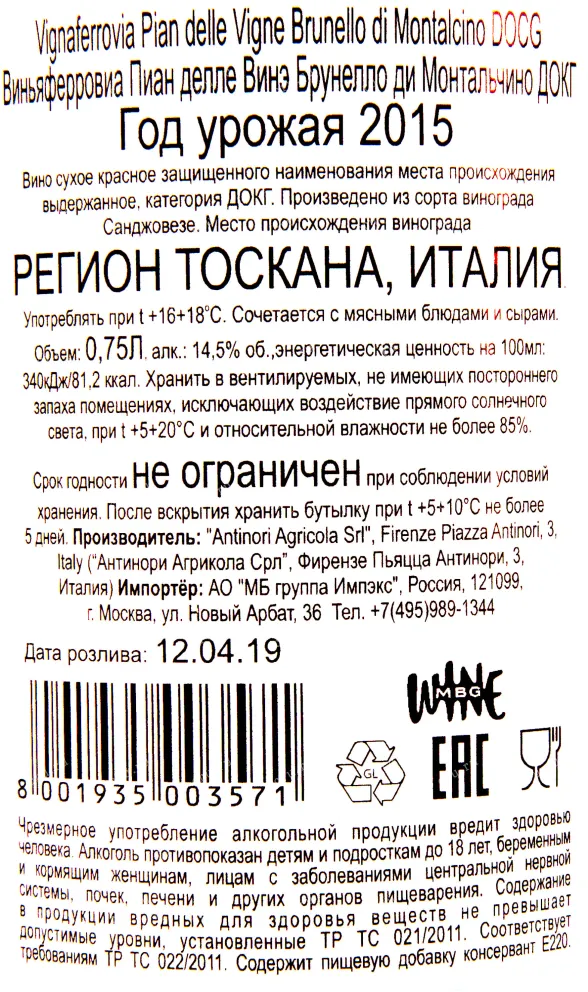 Vignaferrovia Pian delle Vigne Brunello di Montalcino DOCG
Виньяферровиа Пиан делле Винэ Брунелло ди Монтальчино ДОКГ
Год урожая 2015
Вино сухое красное защищенного наименования места происхождения
выдержанное, категория ДОКГ. Произведено из сорта винограда
Санджовезе. Место происхождения винограда
РЕГИОН ТОСКАНА, ИТАЛИЯ.
Употреблять при t +16+18°С. Сочетается с мясными блюдами и сырами.
Объем: 0,75Л, алк.: 14,5% об.,энергетическая ценность на 100мл:
340кДж/81,2 ккал. Хранить в вентилируемых, не имеющих постороннего
запаха помещениях, исключающих воздействие прямого солнечного
света, при t +5+20°С и относительной влажности не более 85%.
Срок годности не ограничен при соблюдении условий
хранения. После вскрытия хранить бутылку при t +5+10°С не более
5 дней. Производитель: "Antinori Agricola Srl", Firenze Piazza Antinori, 3,
Italy ("Антинори Агрикола Срл", Фирензе Пьяцца Антинори, 3,
Италия) Импортёр: АО "МБ группа Импэкс", Россия, 121099,
г. Москва, ул. Новый Арбат, 36 Тел. +7(495)989-1344
Дата розлива: 12.04.19
WINE
MBG
GL
EAC
8 001935 003571
Чрезмерное употребление алкогольной продукции вредит здоровью
человека. Алкоголь противопоказан детям и подросткам до 18 лет, беременным
и кормящим женщинам, лицам с заболеваниями центральной нервной
системы, почек, печени и других органов пищеварения. Содержание
в продукции вредных для здоровья веществ не превышает
допустимые уровни, установленные ТР ТС 021/2011. Соответствует
требованиям ТР ТС 022/2011. Содержит пищевую добавку консервант Е220.